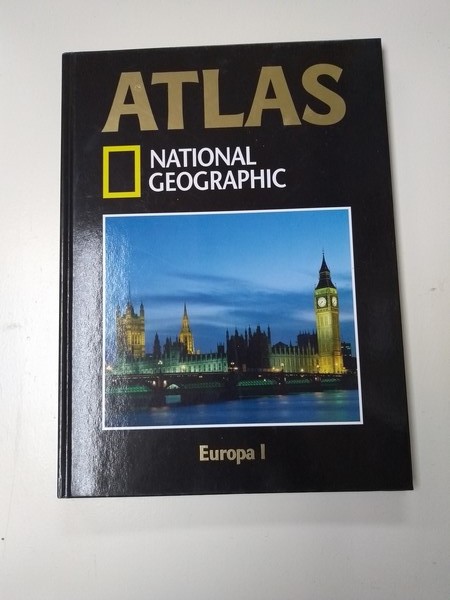 ATLAS
NATIONAL
GEOGRAPHIC
Europa I